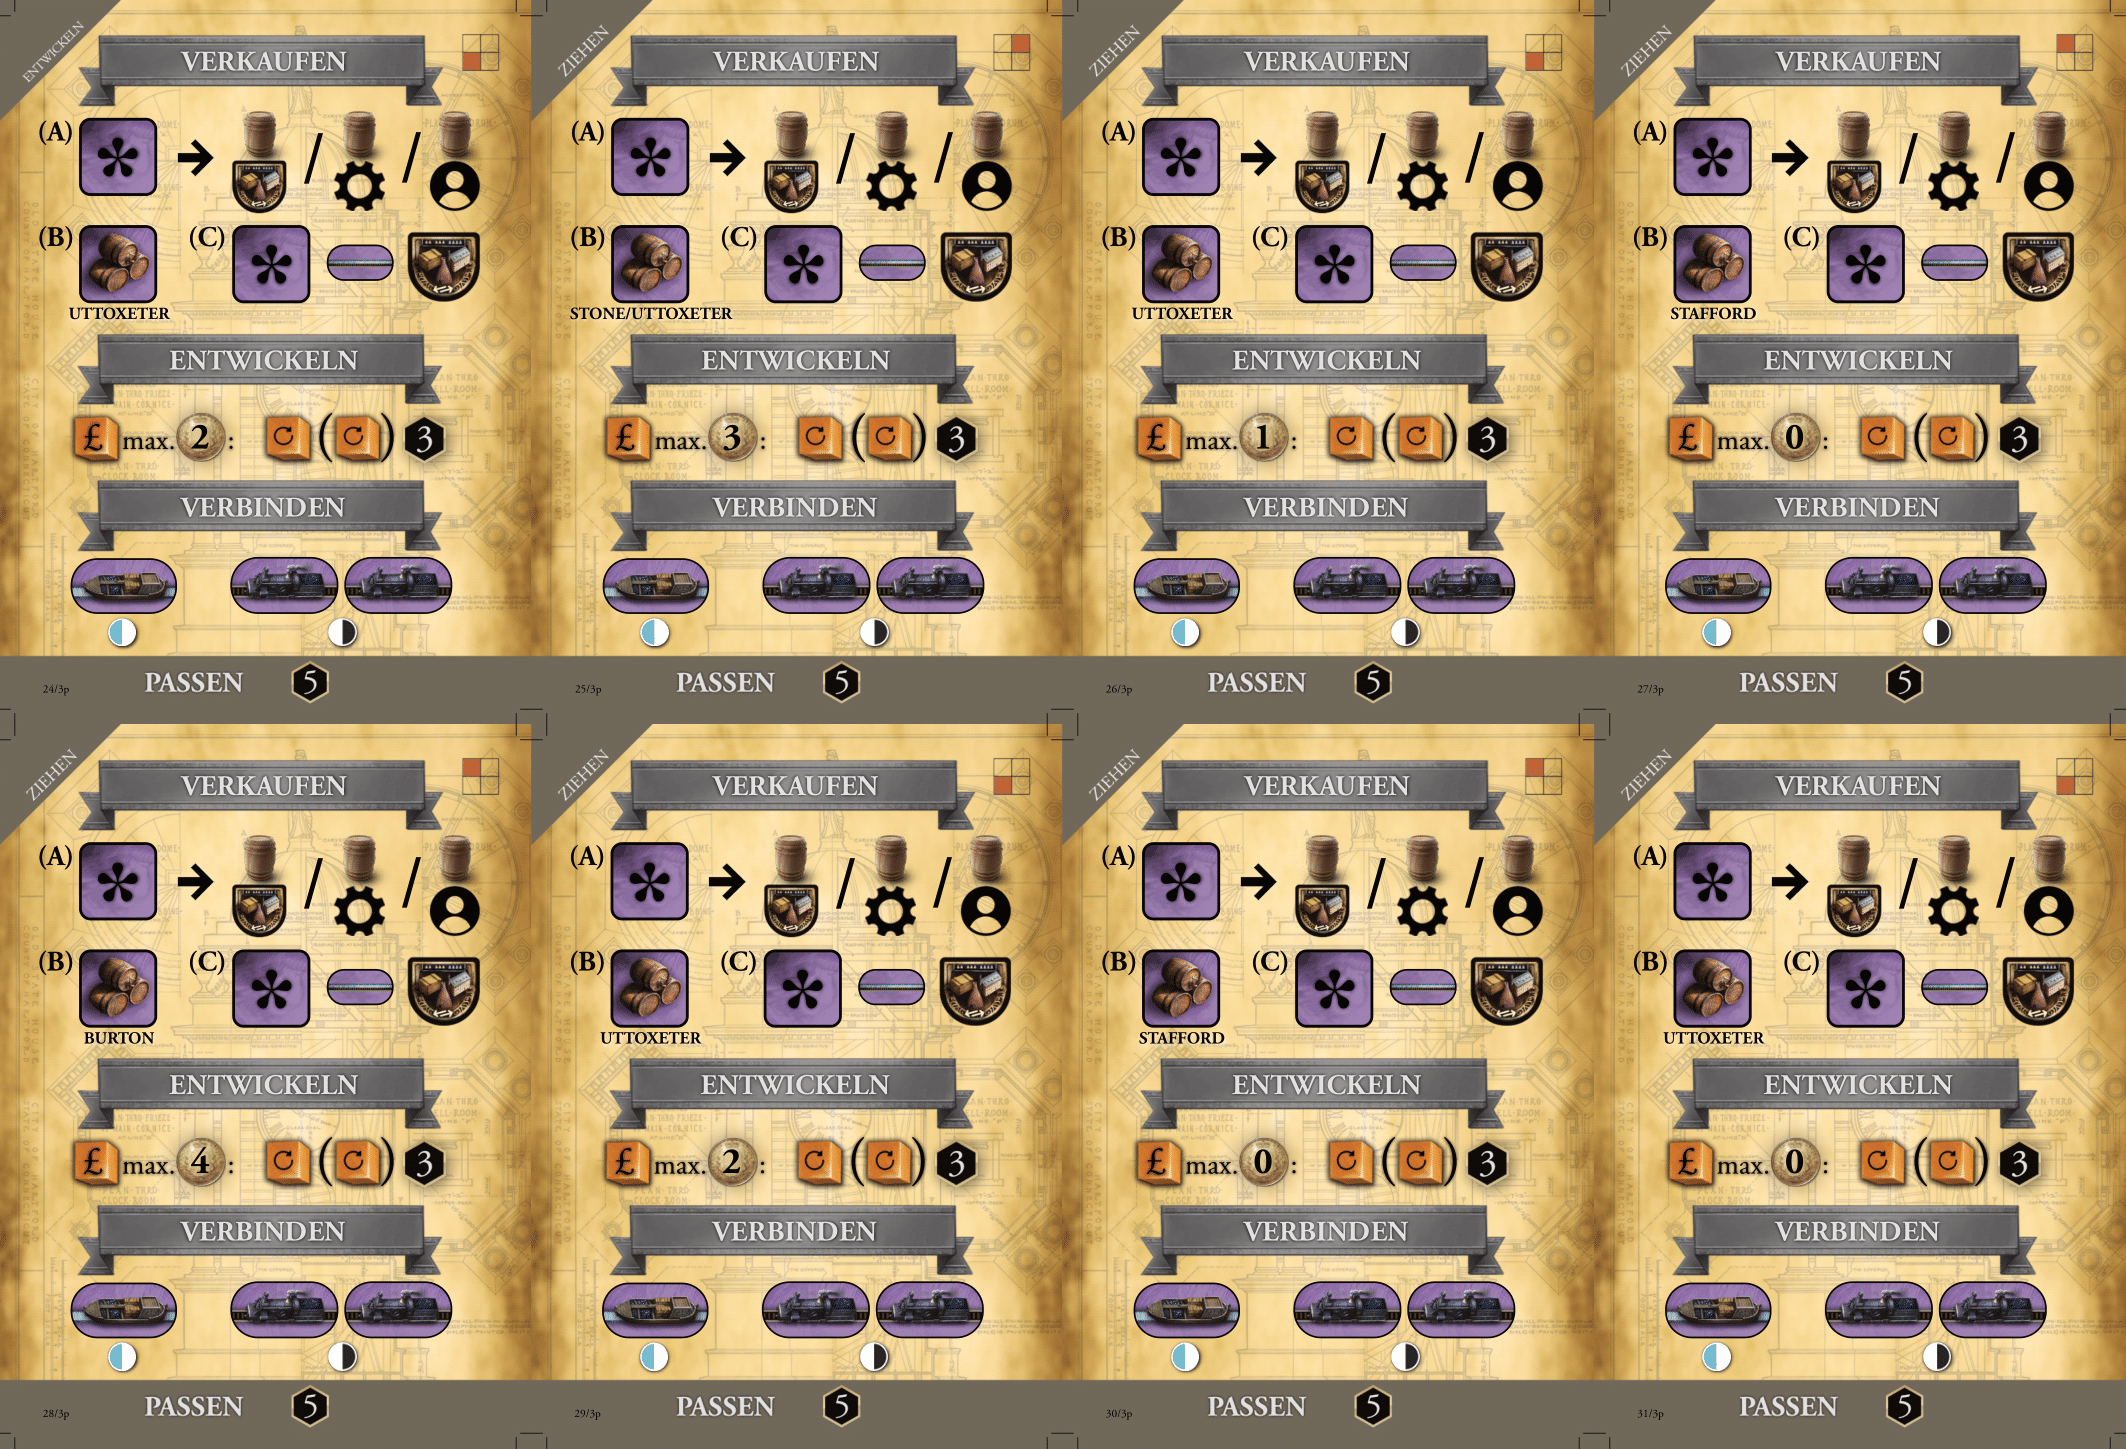 ENTWICKELN
VERKAUFEN
(A)
(B)
(C)
UTTOXETER
ENTWICKELN
£ max. 2 : ( ) 3
VERBINDEN
24/3p
PASSEN 5
ZIEHEN
VERKAUFEN
(A)
(B)
(C)
STONE/UTTOXETER
ENTWICKELN
£ max. 3 : ( ) 3
VERBINDEN
25/3p
PASSEN 5
ZIEHEN
VERKAUFEN
(A)
(B)
(C)
UTTOXETER
ENTWICKELN
£ max. 1 : ( ) 3
VERBINDEN
26/3p
PASSEN 5
ZIEHEN
VERKAUFEN
(A)
(B)
(C)
STAFFORD
ENTWICKELN
£ max. 0 : ( ) 3
VERBINDEN
27/3p
PASSEN 5
ZIEHEN
VERKAUFEN
(A)
(B)
(C)
BURTON
ENTWICKELN
£ max. 4 : ( ) 3
VERBINDEN
28/3p
PASSEN 5
ZIEHEN
VERKAUFEN
(A)
(B)
(C)
UTTOXETER
ENTWICKELN
£ max. 2 : ( ) 3
VERBINDEN
29/3p
PASSEN 5
ZIEHEN
VERKAUFEN
(A)
(B)
(C)
STAFFORD
ENTWICKELN
£ max. 0 : ( ) 3
VERBINDEN
30/3p
PASSEN 5
ZIEHEN
VERKAUFEN
(A)
(B)
(C)
UTTOXETER
ENTWICKELN
£ max. 0 : ( ) 3
VERBINDEN
31/3p
PASSEN 5